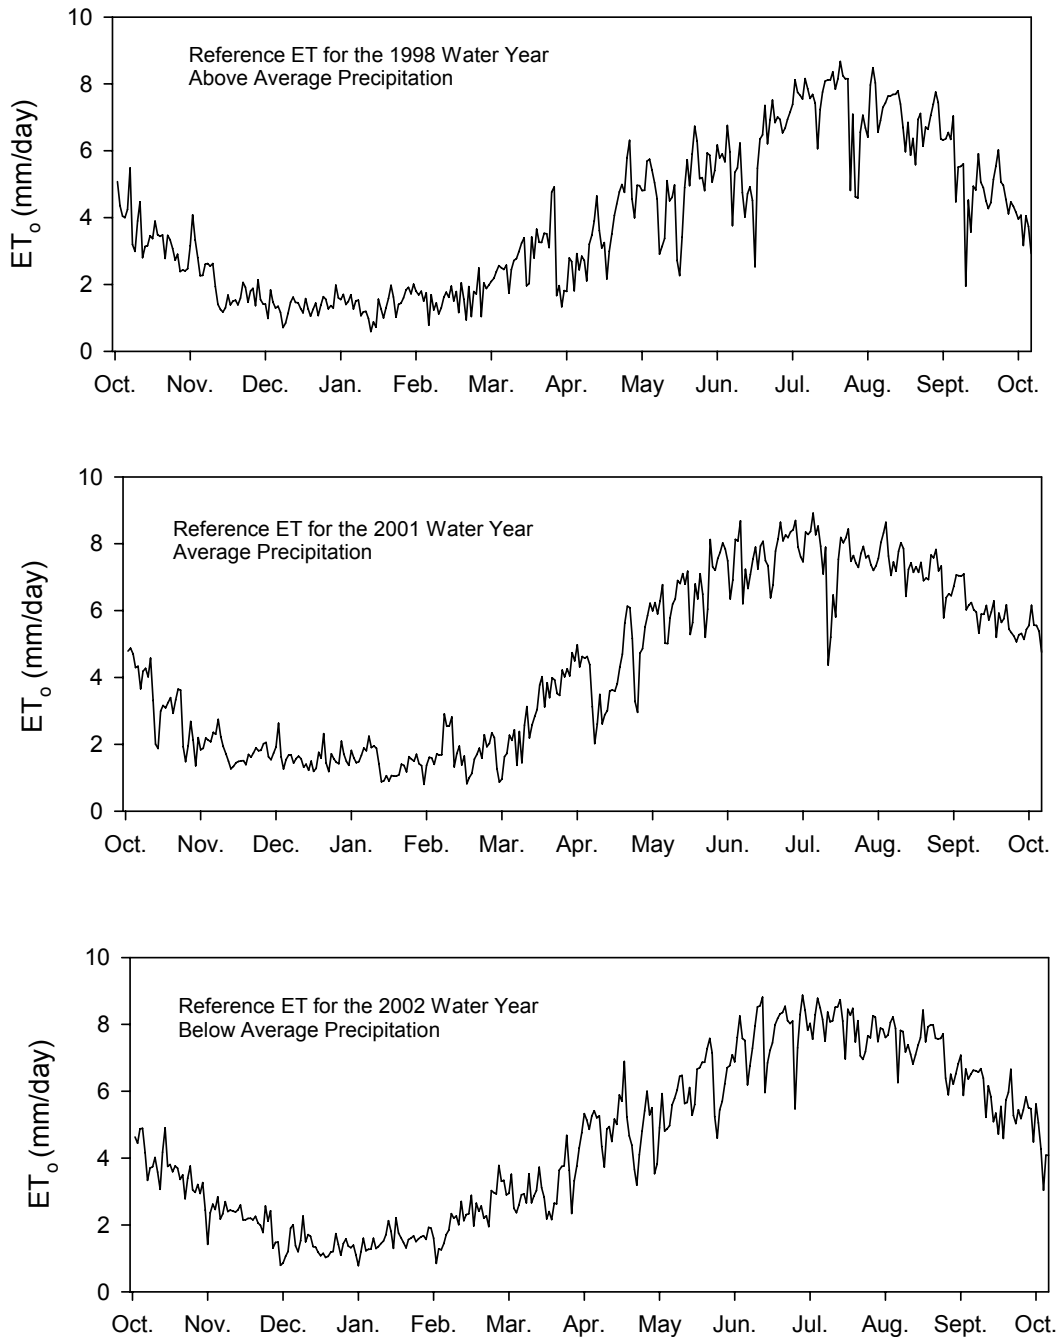 10
8
6
4
2
0
ETo (mm/day)
Reference ET for the 1998 Water Year
Above Average Precipitation
Oct. Nov. Dec. Jan. Feb. Mar. Apr. May Jun. Jul. Aug. Sept. Oct.
10
8
6
4
2
0
ETo (mm/day)
Reference ET for the 2001 Water Year
Average Precipitation
Oct. Nov. Dec. Jan. Feb. Mar. Apr. May Jun. Jul. Aug. Sept. Oct.
10
8
6
4
2
0
ETo (mm/day)
Reference ET for the 2002 Water Year
Below Average Precipitation
Oct. Nov. Dec. Jan. Feb. Mar. Apr. May Jun. Jul. Aug. Sept. Oct.